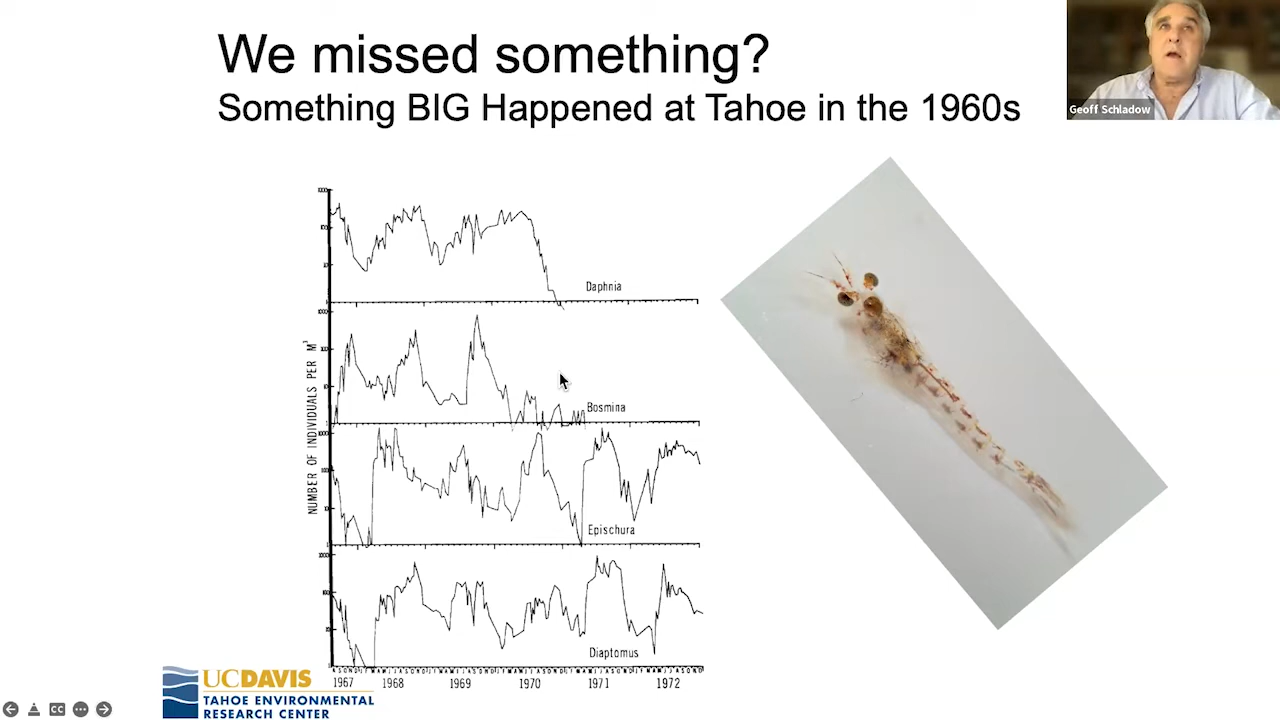 We missed something?
Something BIG Happened at Tahoe in the 1960s
Geoff Schladow
NUMBER OF INDIVIDUALS PER M³
Daphnia
Bosmina
Epischura
Diaptomus
1967 1968 1969 1970 1971 1972
UCDAVIS
TAHOE ENVIRONMENTAL
RESEARCH CENTER
CC